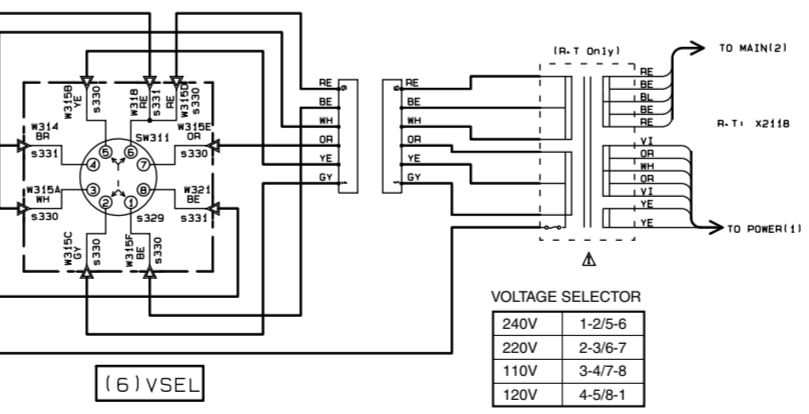 (R.T Only)
TO MAIN(2)
RE
BE
BL
BE
RE
R.T: X2118
VI
OR
WH
OR
VI
YE
YE
TO POWER(1)
W315B
YE
s330
W318
RE
s331
RE
W315D
s330
W314
BR
s331
SW311
W315E
OR
s330
5
6
4
7
3
8
2
1
W315A
WH
s330
W321
BE
s331
s329
W315C
GY
s330
W315F
BE
s330
RE
BE
WH
OR
YE
GY
6
1
6
1
RE
BE
WH
OR
YE
GY
VOLTAGE SELECTOR
240V 1-2/5-6
220V 2-3/6-7
110V 3-4/7-8
120V 4-5/8-1
(6)VSEL